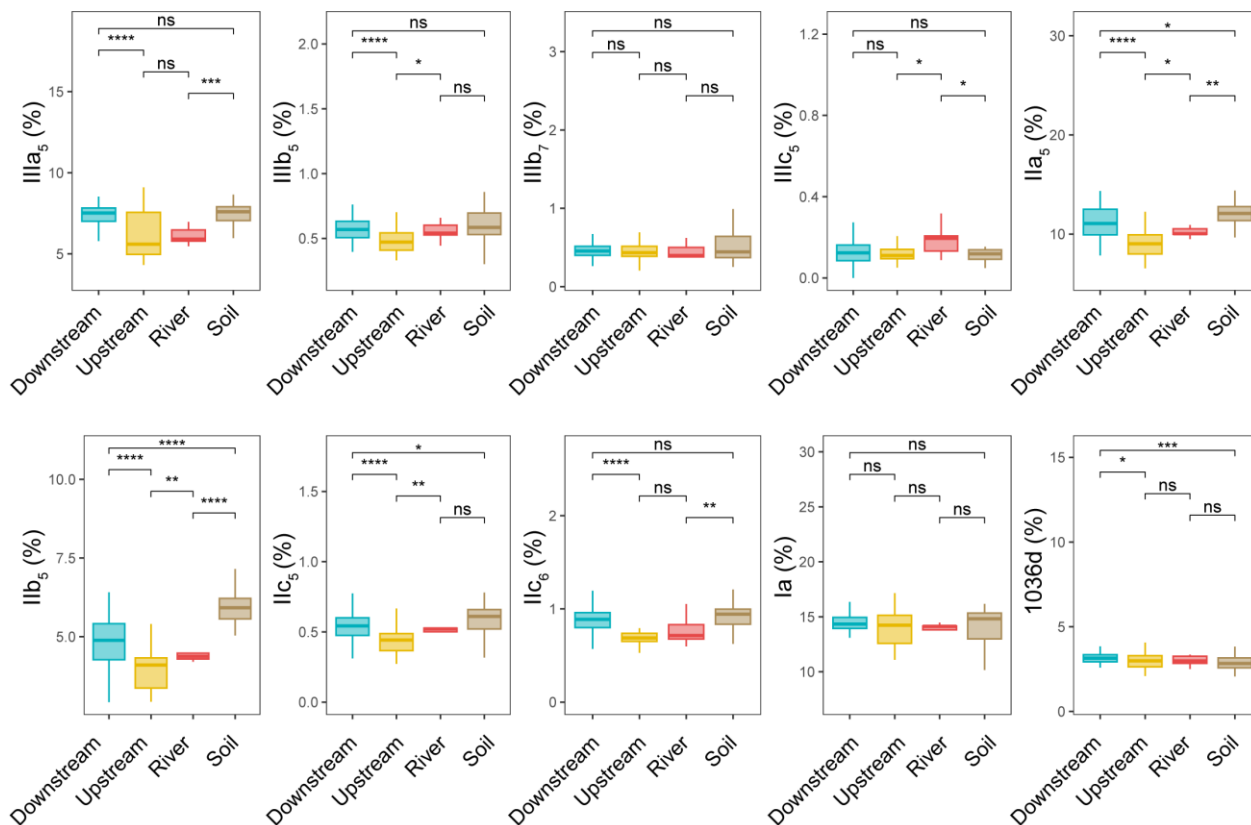 ns
****
ns
***
15
10
5
IIIa5 (%)
Downstream
Upstream
River
Soil
ns
****
*
ns
2.0
1.5
1.0
0.5
IIIb5 (%)
Downstream
Upstream
River
Soil
ns
ns
ns
ns
3
2
1
0
IIIb7 (%)
Downstream
Upstream
River
Soil
ns
ns
*
*
1.2
0.8
0.4
0.0
IIIc5 (%)
Downstream
Upstream
River
Soil
*
****
*
**
30
20
10
IIa5 (%)
Downstream
Upstream
River
Soil
****
****
**
****
10.0
7.5
5.0
IIb5 (%)
Downstream
Upstream
River
Soil
*
****
**
ns
1.5
1.0
0.5
0.0
IIc5 (%)
Downstream
Upstream
River
Soil
ns
****
ns
**
2
1
0
IIc6 (%)
Downstream
Upstream
River
Soil
ns
ns
ns
ns
30
25
20
15
10
Ia (%)
Downstream
Upstream
River
Soil
***
*
ns
ns
15
12
9
6
3
0
1036d (%)
Downstream
Upstream
River
Soil